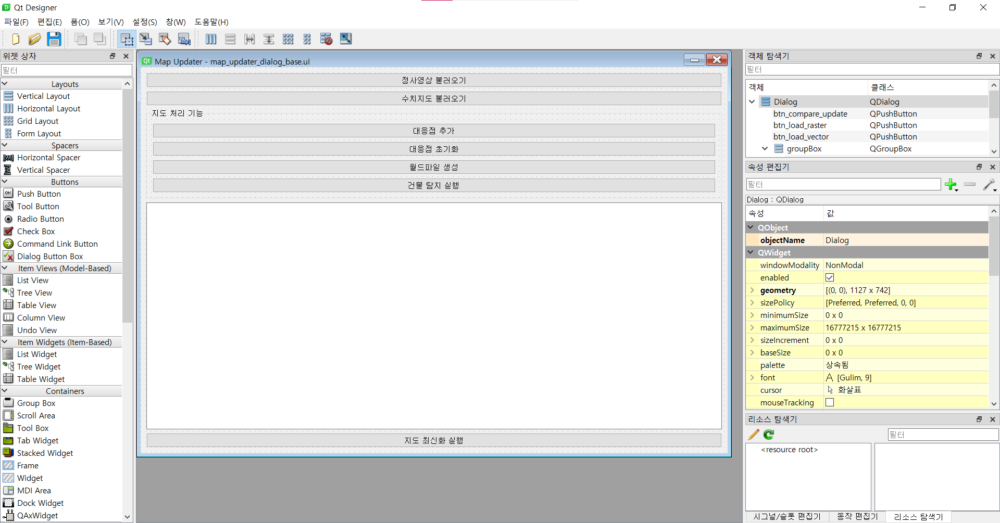 Qt Designer
파일(F) 편집(E) 폼(O) 보기(V) 설정(S) 창(W) 도움말(H)
위젯 상자
필터
Layouts
Vertical Layout
Horizontal Layout
Grid Layout
Form Layout
Spacers
Horizontal Spacer
Vertical Spacer
Buttons
Push Button
Tool Button
Radio Button
Check Box
Command Link Button
Dialog Button Box
Item Views (Model-Based)
List View
Tree View
Table View
Column View
Undo View
Item Widgets (Item-Based)
List Widget
Tree Widget
Table Widget
Containers
Group Box
Scroll Area
Tool Box
Tab Widget
Stacked Widget
Frame
Widget
MDI Area
Dock Widget
QAxWidget
Map Updater - map_updater_dialog_base.ui
정사영상 불러오기
수치지도 불러오기
지도 처리 기능
대응점 추가
대응점 초기화
월드파일 생성
건물 탐지 실행
지도 최신화 실행
객체 탐색기
필터
객체 클래스
Dialog QDialog
btn_compare_update QPushButton
btn_load_raster QPushButton
btn_load_vector QPushButton
groupBox QGroupBox
속성 편집기
필터
Dialog : QDialog
속성 값
QObject
objectName Dialog
QWidget
windowModality NonModal
enabled
geometry [(0, 0), 1127 x 742]
sizePolicy [Preferred, Preferred, 0, 0]
minimumSize 0 x 0
maximumSize 16777215 x 16777215
sizeIncrement 0 x 0
baseSize 0 x 0
palette 상속됨
font A [Gulim, 9]
cursor 화살표
mouseTracking
리소스 탐색기
필터
<resource root>
시그널/슬롯 편집기 동작 편집기 리소스 탐색기